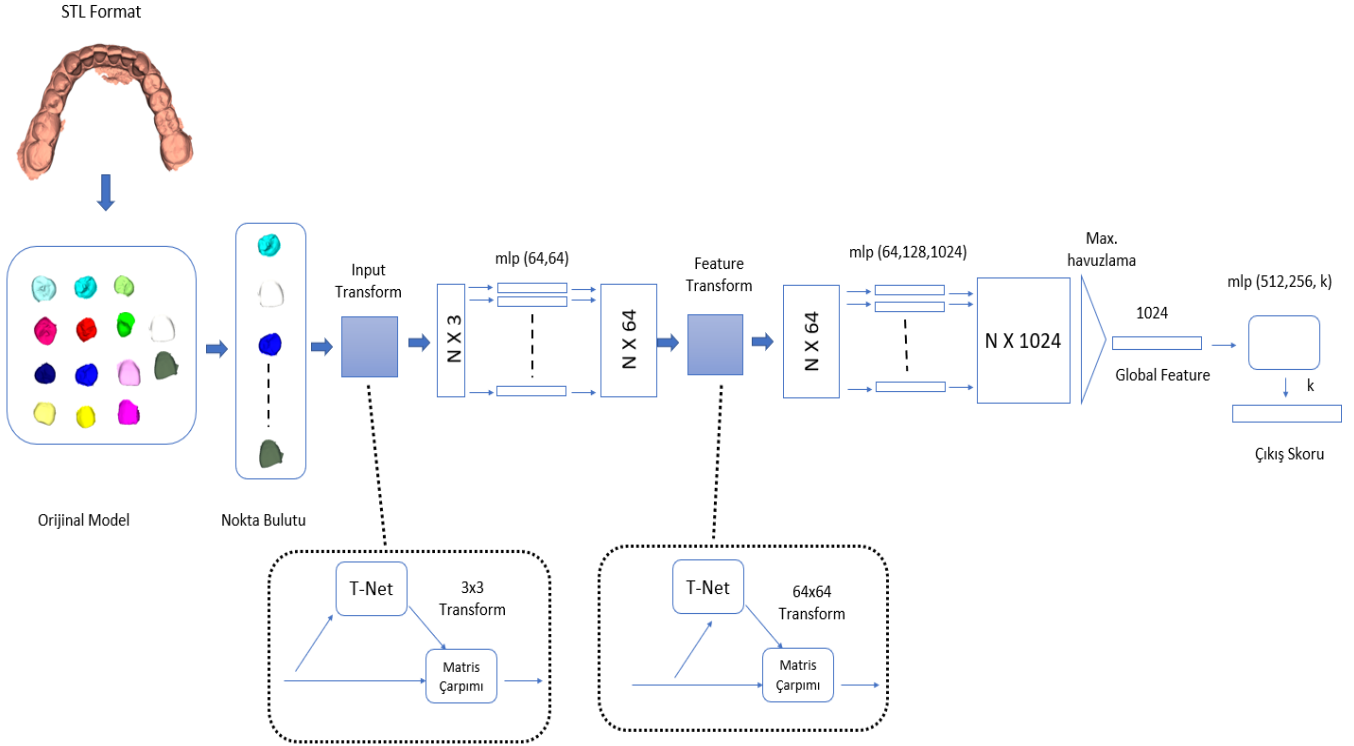 STL Format
Orijinal Model
Nokta Bulutu
Input
Transform
N X 3
mlp (64,64)
N X 64
Feature
Transform
N X 64
mlp (64,128,1024)
N X 1024
Max.
havuzlama
1024
Global Feature
mlp (512,256, k)
k
Çıkış Skoru
T-Net
3x3
Transform
Matris
Çarpımı
T-Net
64x64
Transform
Matris
Çarpımı